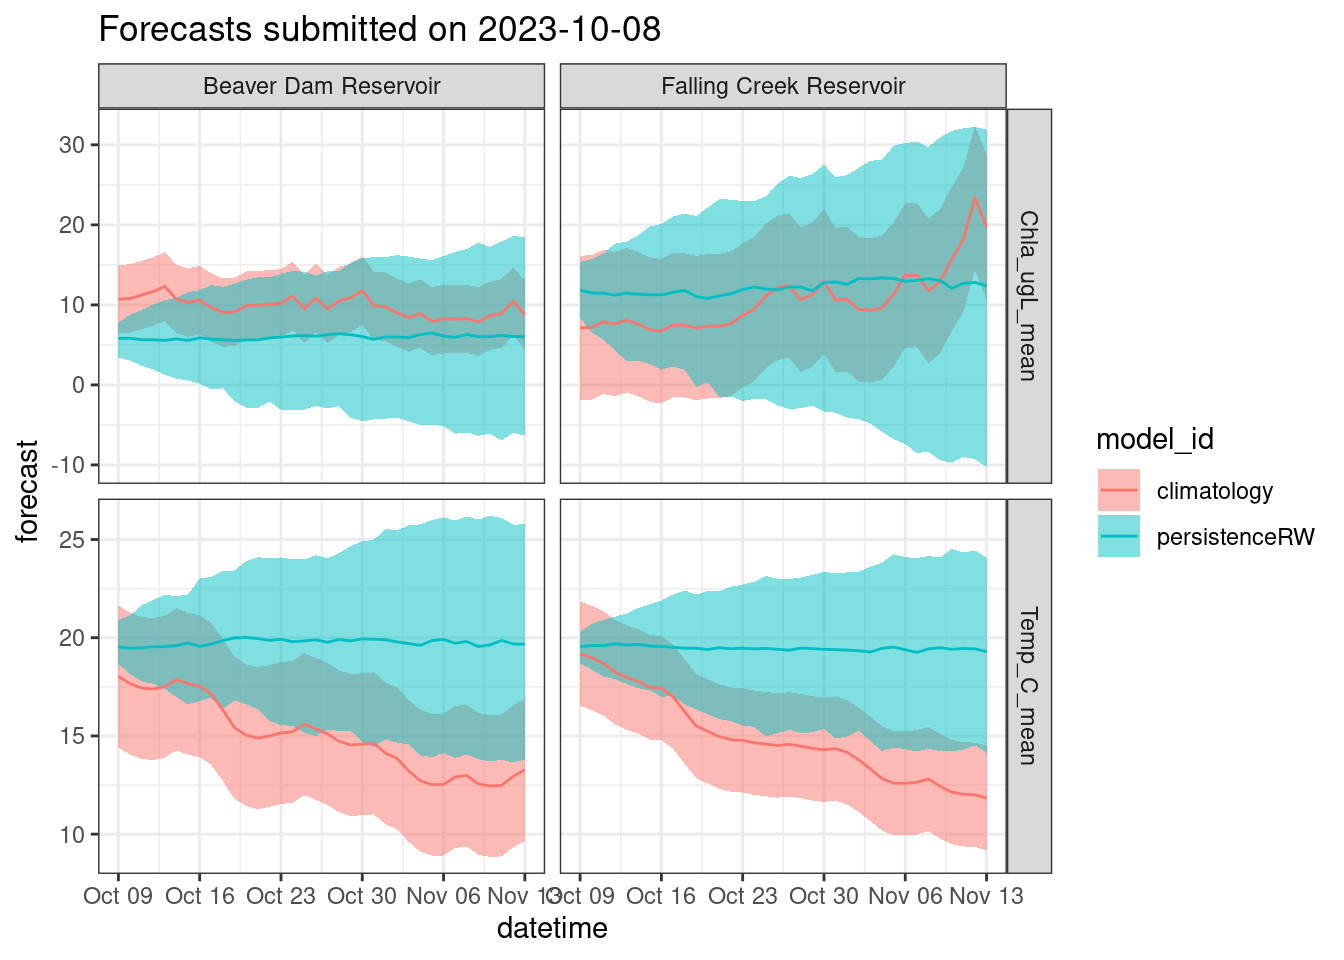 Forecasts submitted on 2023-10-08
Beaver Dam Reservoir
Falling Creek Reservoir
30
20
10
0
-10
Chla_ugL_mean
25
20
15
10
Temp_C_mean
forecast
Oct 09 Oct 16 Oct 23 Oct 30 Nov 06 Nov 13
Oct 09 Oct 16 Oct 23 Oct 30 Nov 06 Nov 13
datetime
model_id
climatology
persistenceRW